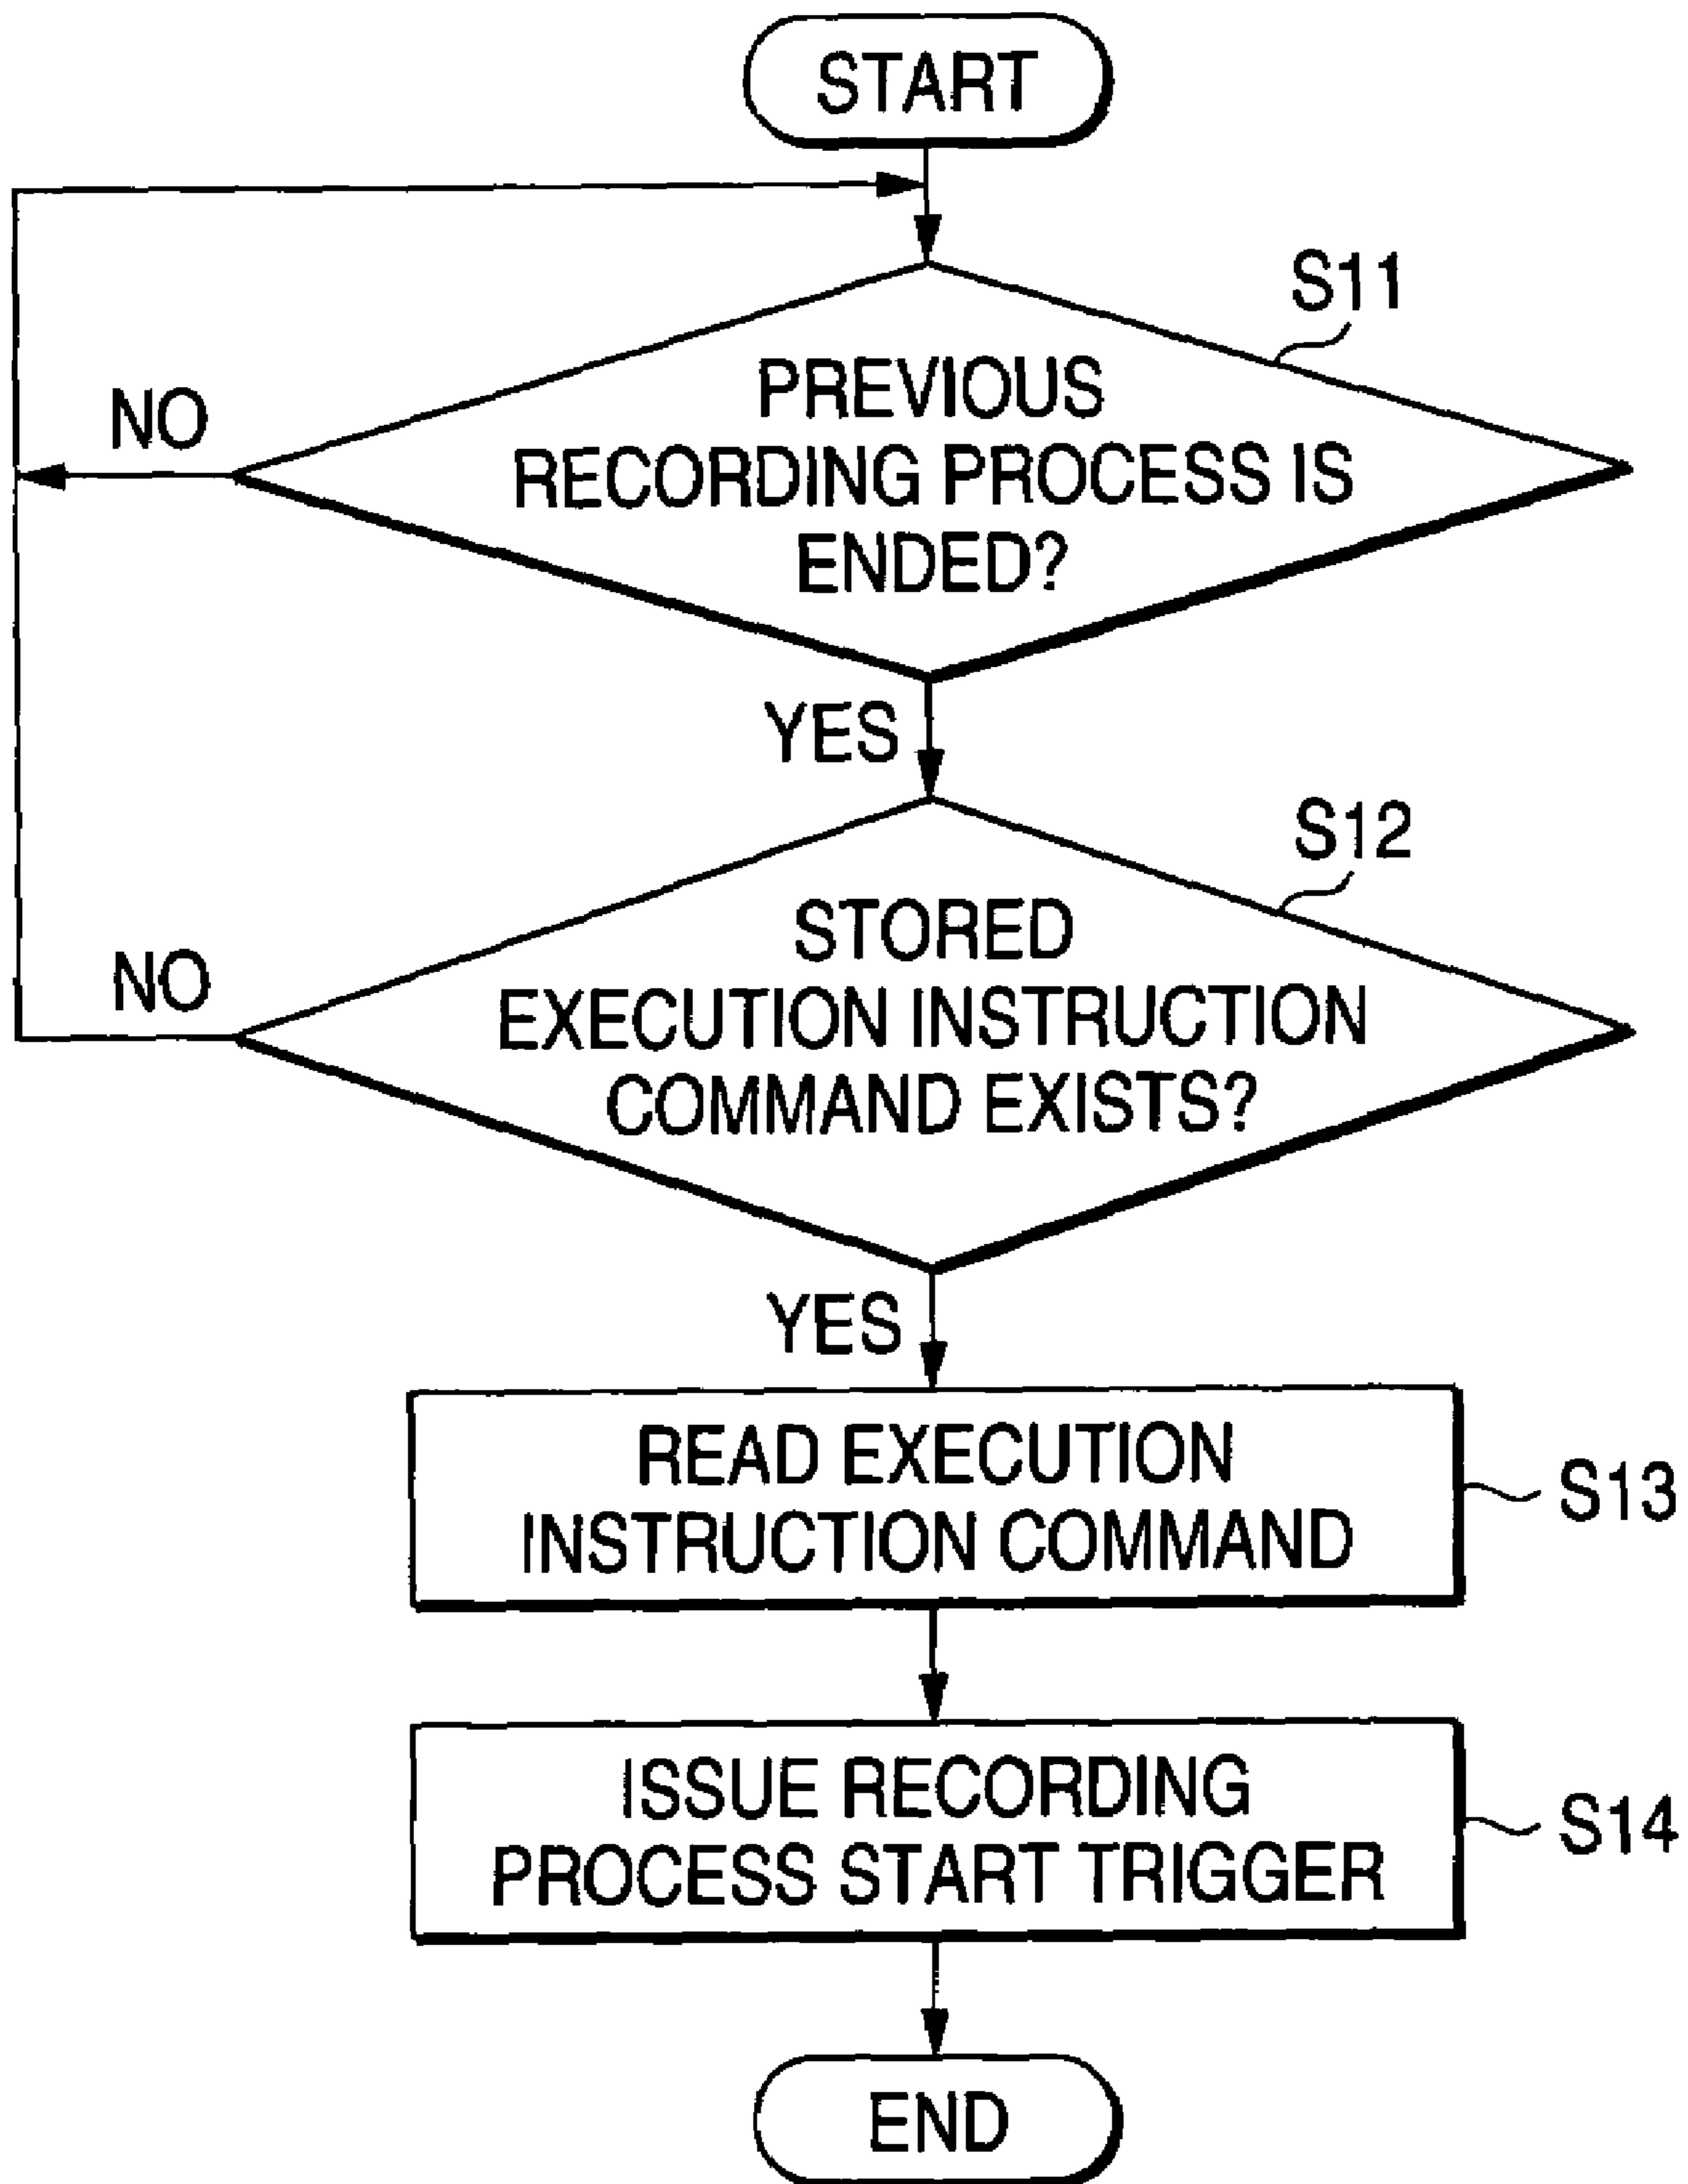 START
S11
PREVIOUS
RECORDING PROCESS IS
ENDED?
NO
YES
S12
STORED
EXECUTION INSTRUCTION
COMMAND EXISTS?
NO
YES
READ EXECUTION
INSTRUCTION COMMAND
S13
ISSUE RECORDING
PROCESS START TRIGGER
S14
END